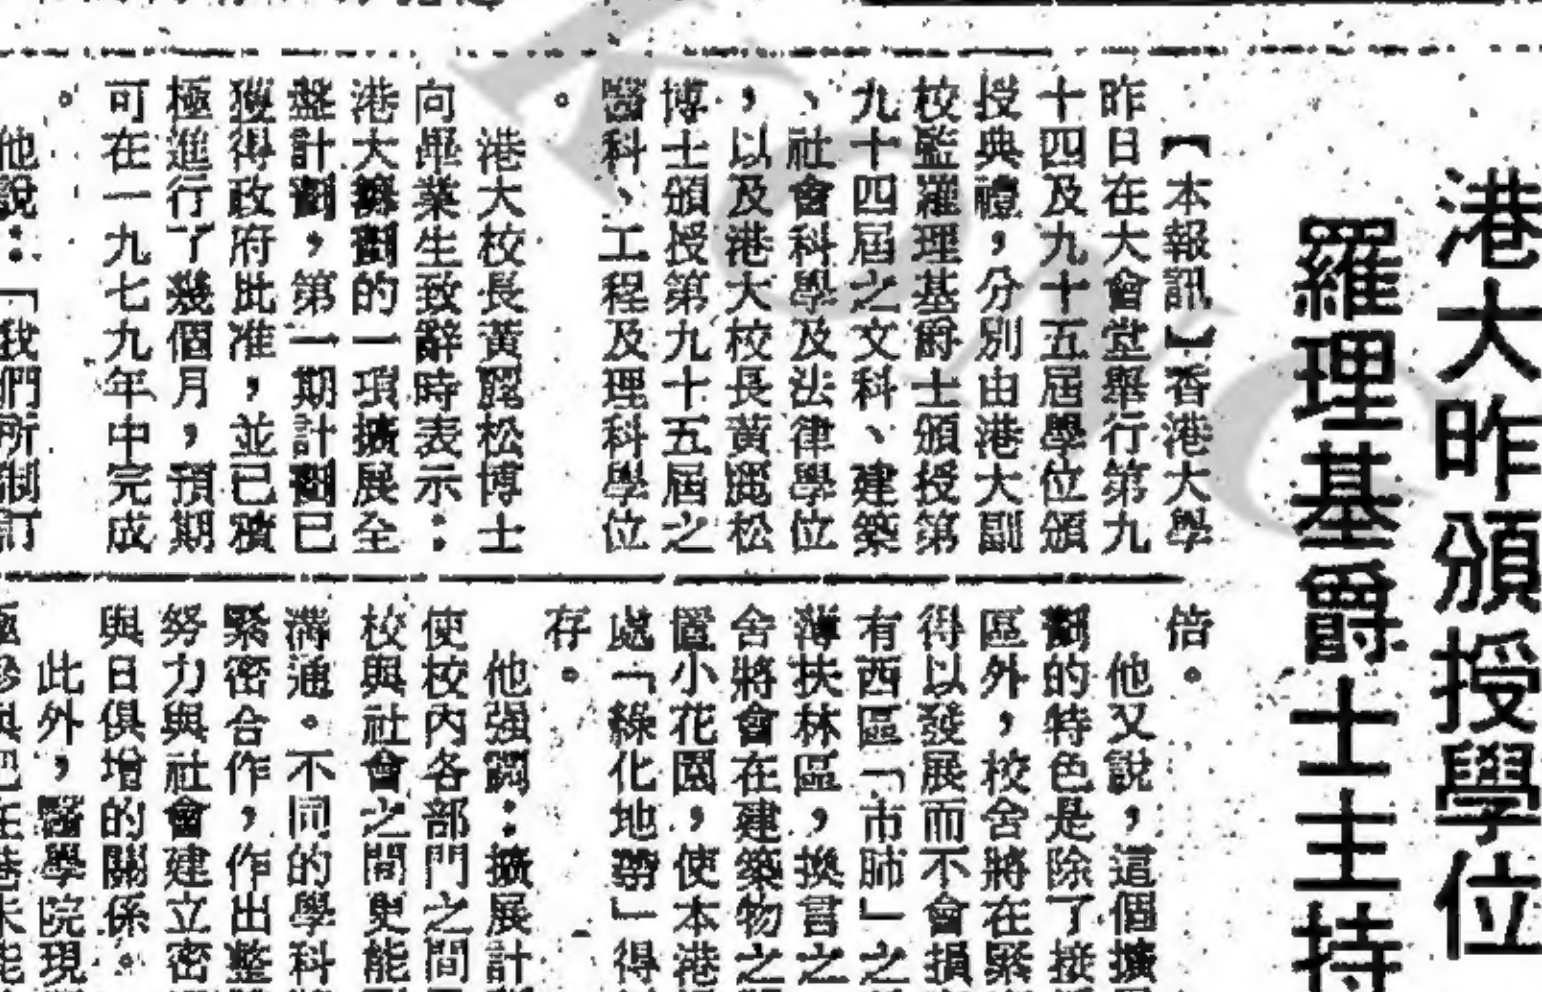 港大昨頒授學位
羅理基爵士主持
【本報訊】香港大學
昨日在大會堂舉行第九
十四及九十五屆學位頒
授典禮，分別由港大副
校監羅理基爵士頒授第
九十四屆之文科、建築
、社會科學及法律學位
，以及港大校長黃麗松
博士頒授第九十五屆之
醫科、工程及理科學位
。
港大校長黃麗松博士
向畢業生致辭時表示：
港大籌劃的一項擴展全
盤計劃，第一期計劃已
獲得政府批准，並已積
極進行了幾個月，預期
可在一九七九年中完成
。
他說：「我們所制訂
倍。
他又說，這個擴
劃的特色是除了接
區外，校舍將在緊
得以發展而不會損
有西區「市肺」之
薄扶林區，換言之
舍將會在建築物之
置小花園，使本港
處「綠化地帶」得
存。
他强調：擴展計
使校內各部門之間
校與社會之間更能
溝通。不同的學科
緊密合作，作出整
努力與社會建立密
與日俱增的關係。
此外，醫學院現
KOAC